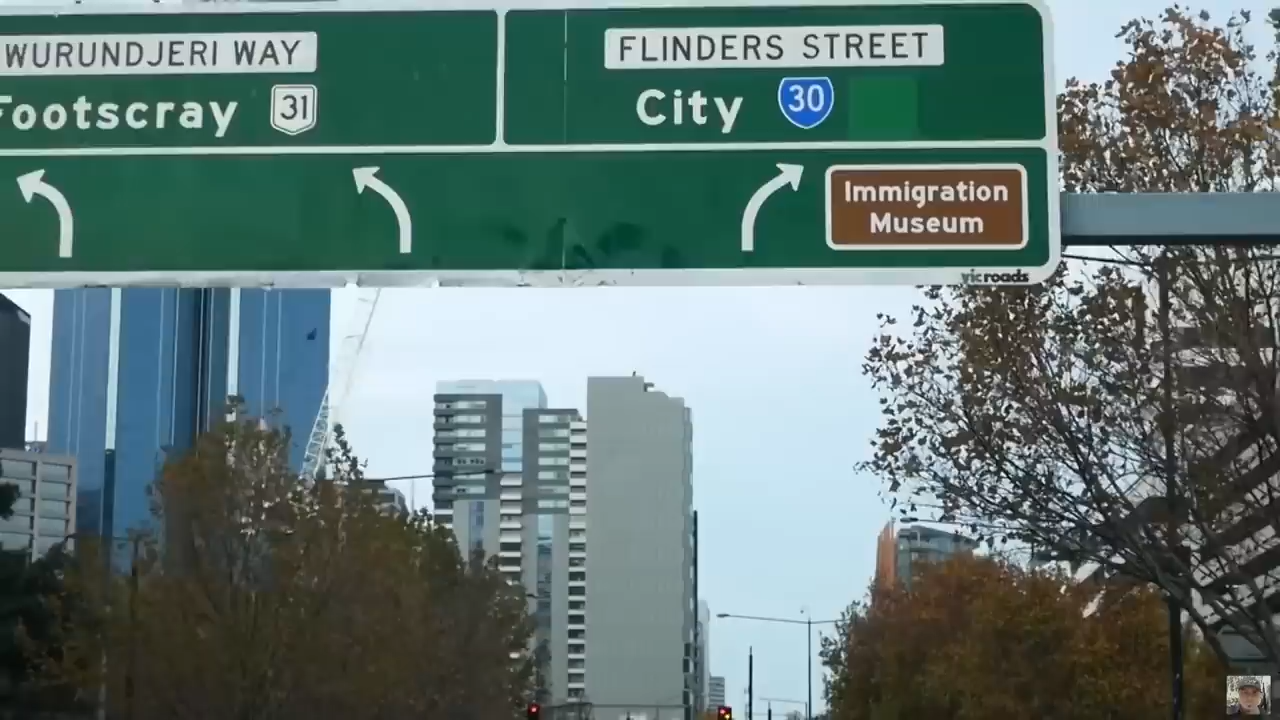 WURUNDJERI WAY
Footscray 31
FLINDERS STREET
City 30
Immigration
Museum
vicroads